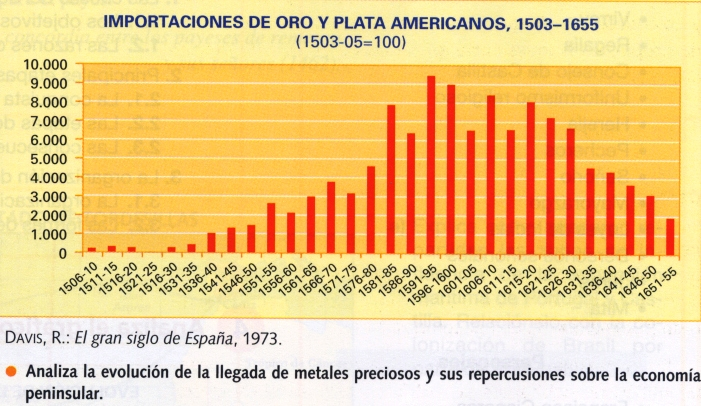 IMPORTACIONES DE ORO Y PLATA AMERICANOS, 1503–1655
(1503-05=100)
10.000
9.000
8.000
7.000
6.000
5.000
4.000
3.000
2.000
1.000
0
1506-10 1511-15 1516-20 1521-25 1516-30 1531-35 1536-40 1541-45 1546-50 1551-55 1556-60 1561-65 1566-70 1571-75 1576-80 1581-85 1586-90 1591-95 1596-1600 1601-05 1606-10 1611-15 1615-20 1621-25 1626-30 1631-35 1636-40 1641-45 1646-50 1651-55
DAVIS, R.: El gran siglo de España, 1973.
• Analiza la evolución de la llegada de metales preciosos y sus repercusiones sobre la economía
peninsular.